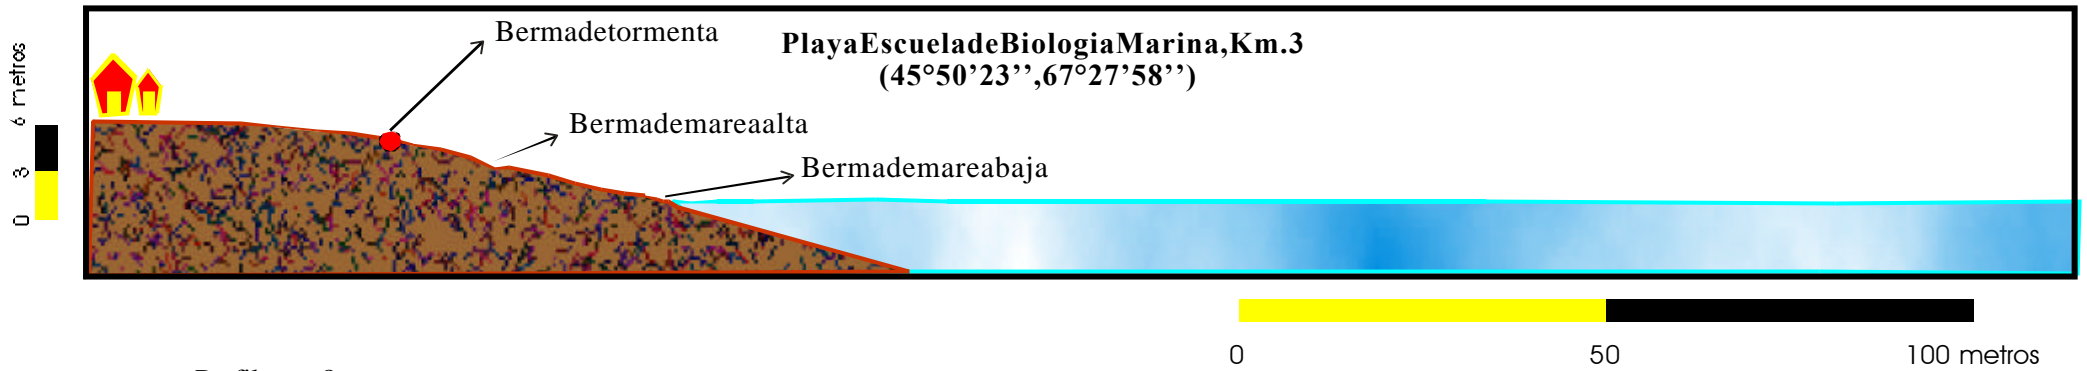 Bermadetormenta
PlayaEscueladeBiologiaMarina,Km.3
(45°50’23’’,67°27’58’’)
Bermademareaalta
Bermademareabaja
0 3 6 metros
0 50 100 metros